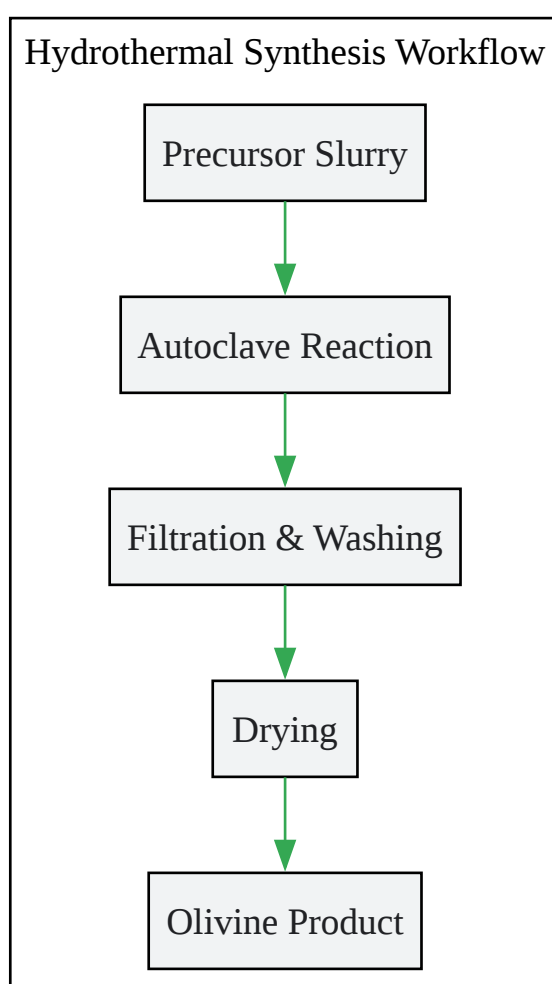 Hydrothermal Synthesis Workflow
Precursor Slurry
Autoclave Reaction
Filtration & Washing
Drying
Olivine Product